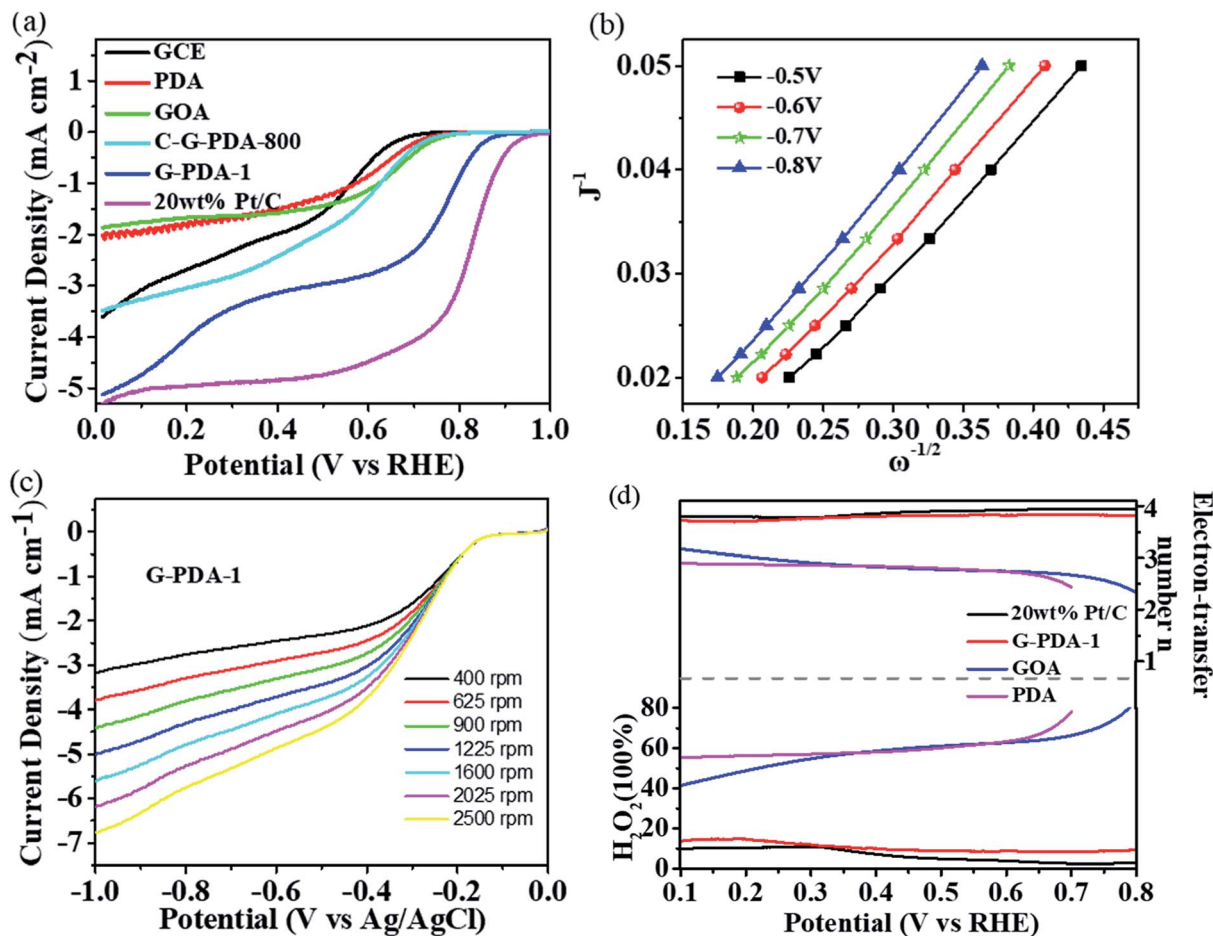 (a)
GCE
PDA
GOA
C-G-PDA-800
G-PDA-1
20wt% Pt/C
1
0
-1
-2
-3
-4
-5
Current Density (mA cm⁻²)
0.0 0.2 0.4 0.6 0.8 1.0
Potential (V vs RHE)
(b)
-0.5V
-0.6V
-0.7V
-0.8V
0.05
0.04
0.03
0.02
J⁻¹
0.15 0.20 0.25 0.30 0.35 0.40 0.45
ω⁻¹/²
(c)
G-PDA-1
400 rpm
625 rpm
900 rpm
1225 rpm
1600 rpm
2025 rpm
2500 rpm
0
-1
-2
-3
-4
-5
-6
-7
Current Density (mA cm⁻¹)
-1.0 -0.8 -0.6 -0.4 -0.2 0.0
Potential (V vs Ag/AgCl)
(d)
4
3
2
1
Electron-transfer
number n
20wt% Pt/C
G-PDA-1
GOA
PDA
80
60
40
20
0
H₂O₂(100%)
0.1 0.2 0.3 0.4 0.5 0.6 0.7 0.8
Potential (V vs RHE)